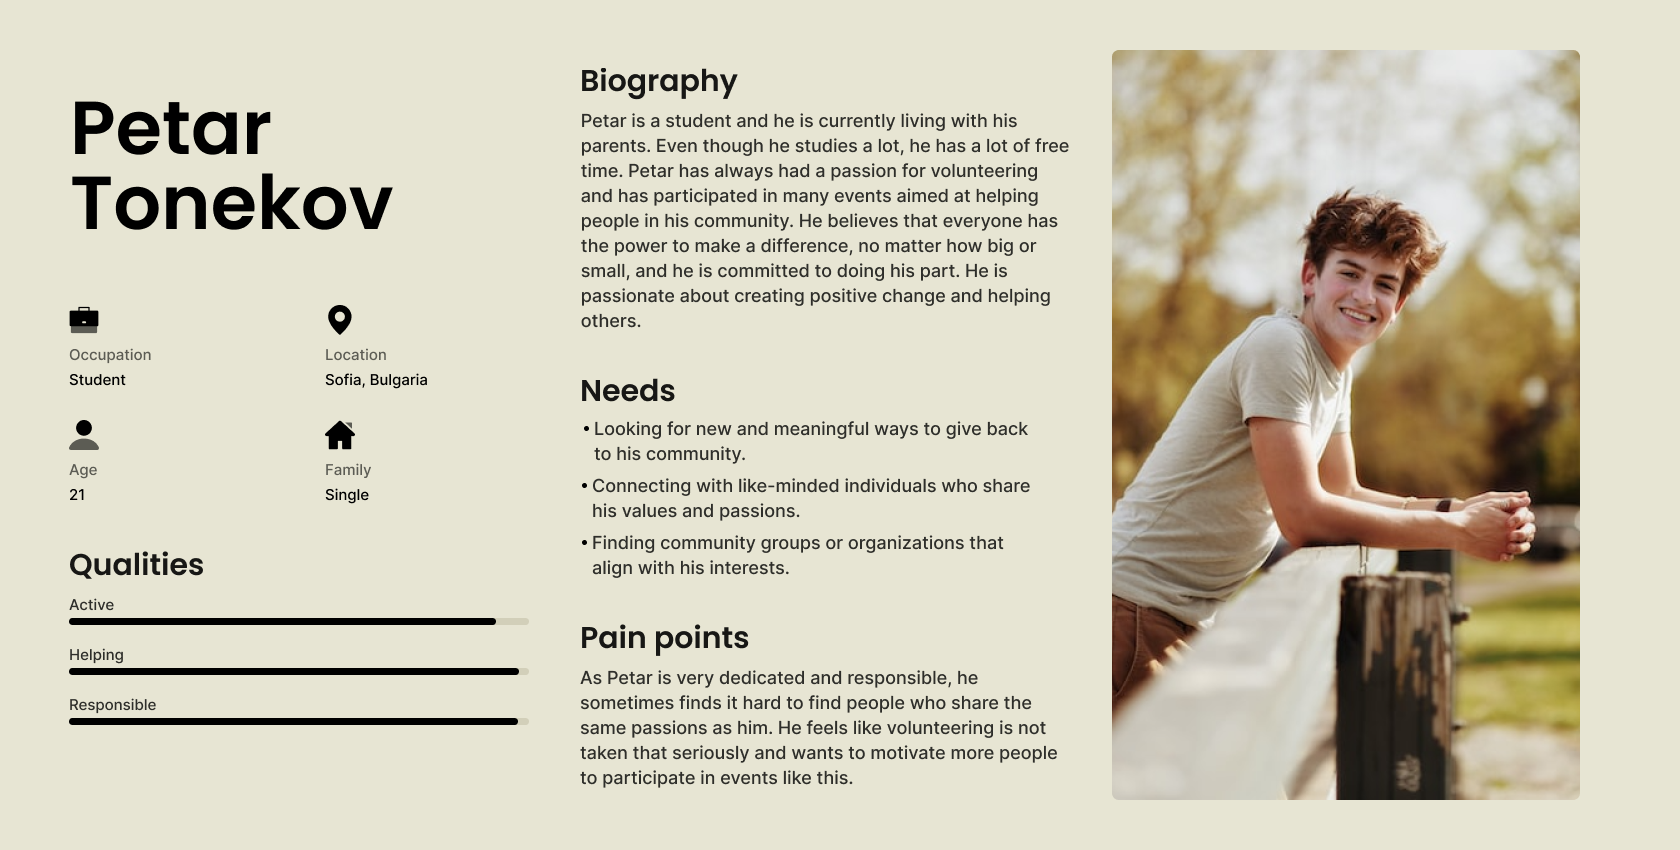 Petar
Tonekov
Occupation
Student
Location
Sofia, Bulgaria
Age
21
Family
Single
Qualities
Active
Helping
Responsible
Biography
Petar is a student and he is currently living with his
parents. Even though he studies a lot, he has a lot of free
time. Petar has always had a passion for volunteering
and has participated in many events aimed at helping
people in his community. He believes that everyone has
the power to make a difference, no matter how big or
small, and he is committed to doing his part. He is
passionate about creating positive change and helping
others.
Needs
• Looking for new and meaningful ways to give back
to his community.
• Connecting with like-minded individuals who share
his values and passions.
• Finding community groups or organizations that
align with his interests.
Pain points
As Petar is very dedicated and responsible, he
sometimes finds it hard to find people who share the
same passions as him. He feels like volunteering is not
taken that seriously and wants to motivate more people
to participate in events like this.